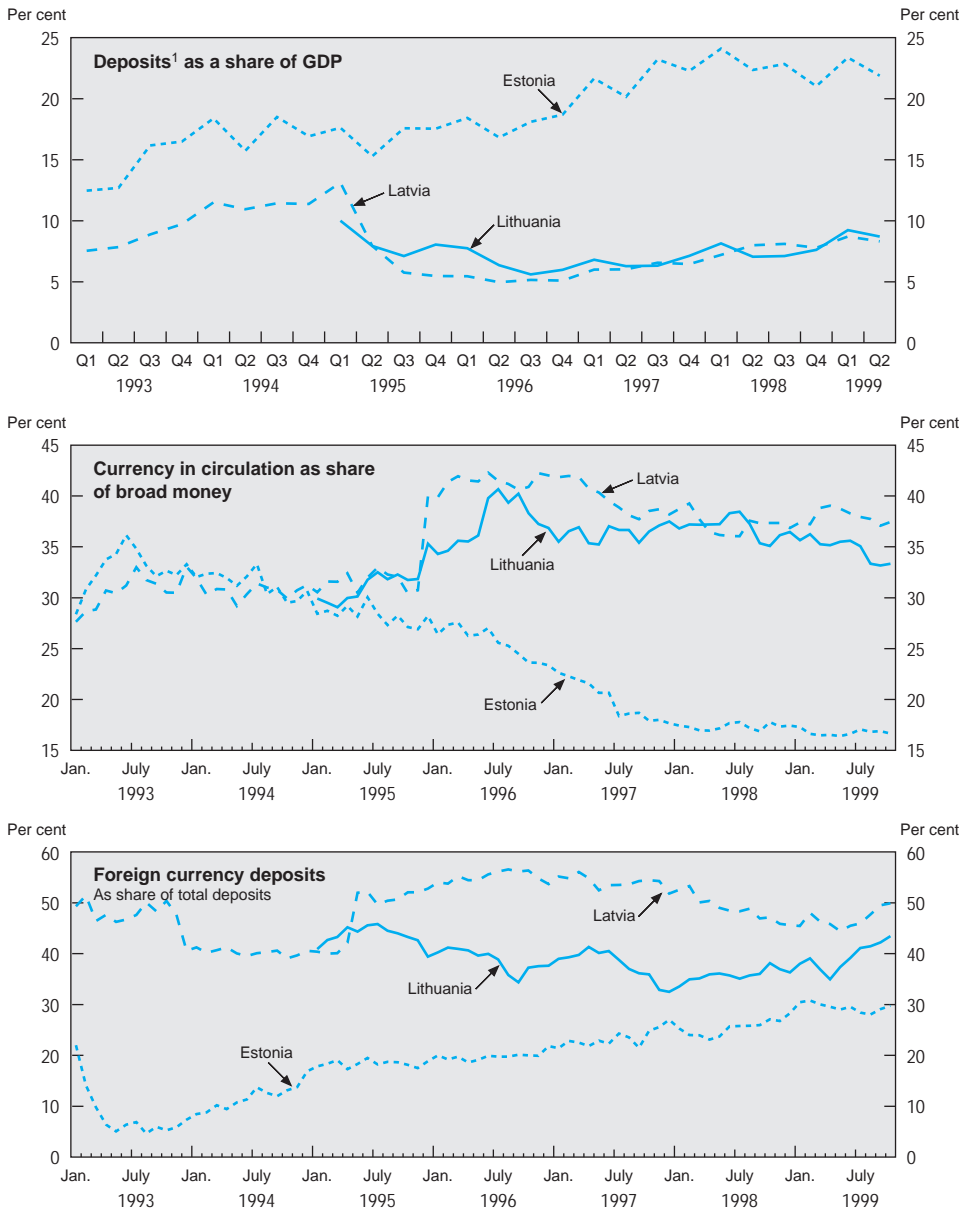 Per cent Per cent
25 25
Deposits¹ as a share of GDP
Estonia
20 20
15 15
Latvia
10 Lithuania 10
5 5
0 0
Q1 Q2 Q3 Q4 Q1 Q2 Q3 Q4 Q1 Q2 Q3 Q4 Q1 Q2 Q3 Q4 Q1 Q2 Q3 Q4 Q1 Q2 Q3 Q4 Q1 Q2
1993 1994 1995 1996 1997 1998 1999
Per cent Per cent
45 45
Currency in circulation as share
of broad money
Latvia
40 40
35 35
Lithuania
30 30
25 25
Estonia
20 20
15 15
Jan. July Jan. July Jan. July Jan. July Jan. July Jan. July Jan. July
1993 1994 1995 1996 1997 1998 1999
Per cent Per cent
60 60
Foreign currency deposits
As share of total deposits
50 50
Latvia
40 40
Lithuania
30 30
Estonia
20 20
10 10
0 0
Jan. July Jan. July Jan. July Jan. July Jan. July Jan. July Jan. July
1993 1994 1995 1996 1997 1998 1999